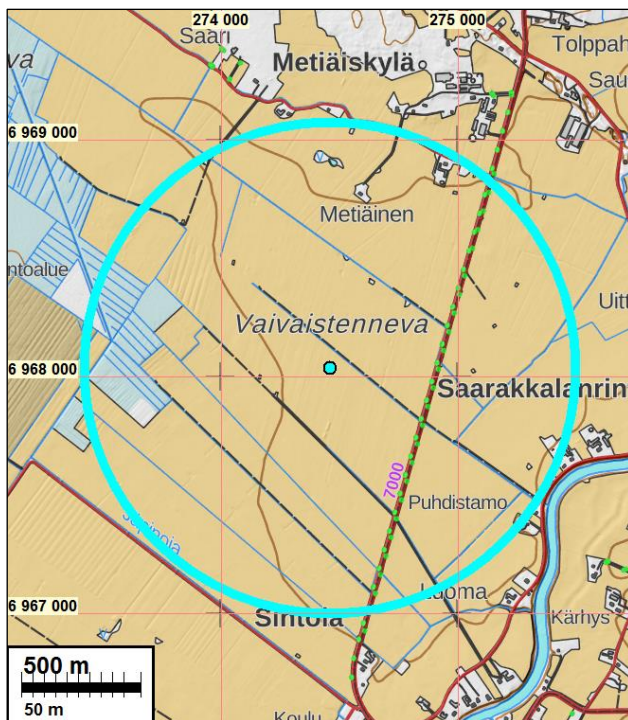 274 000
275 000
Saari
Tolppah
va
Metiäiskylä
Sau
6 969 000
Metiäinen
ntoalue
Uitt
Vaivaistenneva
6 968 000
Saarakkalanrin
7000
Puhdistamo
Luoma
6 967 000
Sintola
Kärhys
500 m
50 m
Koulu